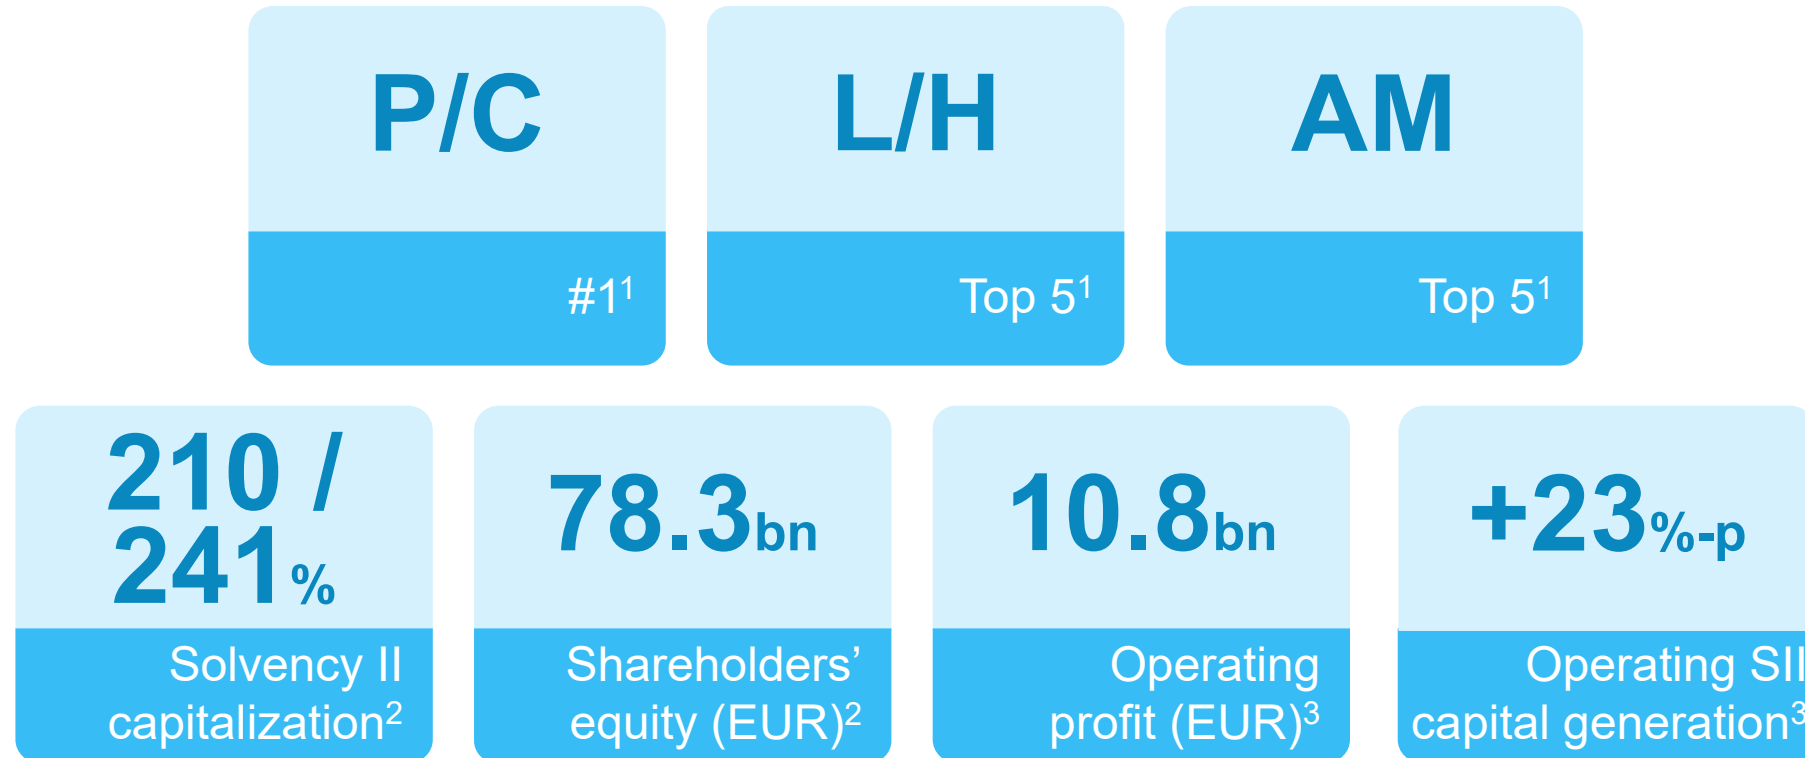 P/C
#1¹
L/H
Top 5¹
AM
Top 5¹
210 /
241%
Solvency II
capitalization²
78.3bn
Shareholders’
equity (EUR)²
10.8bn
Operating
profit (EUR)³
+23%-p
Operating SII
capital generation³